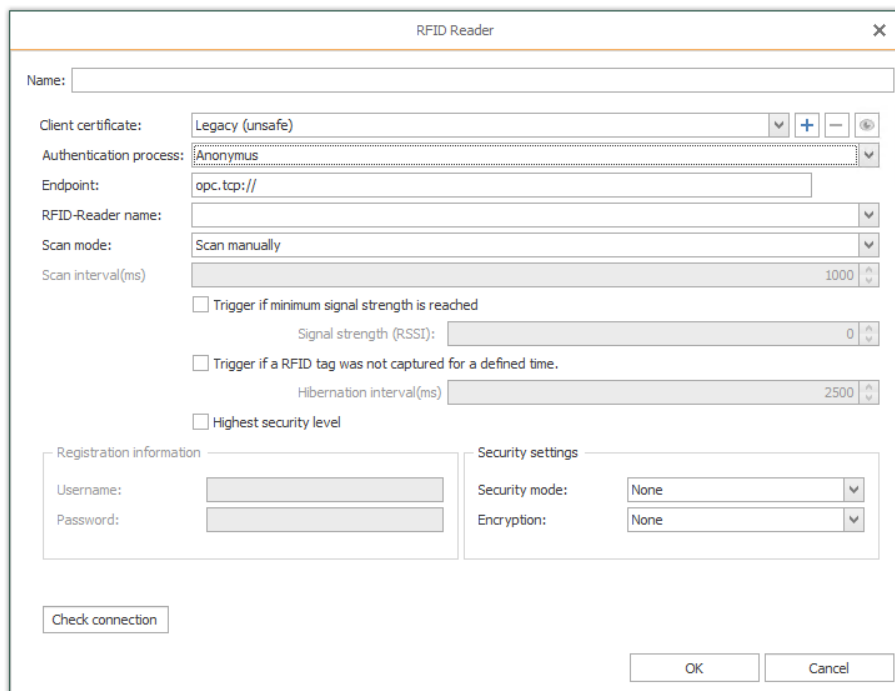 RFID Reader
Name:
Client certificate: Legacy (unsafe)
Authentication process: Anonymus
Endpoint: opc.tcp://
RFID-Reader name:
Scan mode: Scan manually
Scan interval(ms) 1000
Trigger if minimum signal strength is reached
Signal strength (RSSI): 0
Trigger if a RFID tag was not captured for a defined time.
Hibernation interval(ms) 2500
Highest security level
Registration information
Username:
Password:
Security settings
Security mode: None
Encryption: None
Check connection
OK Cancel